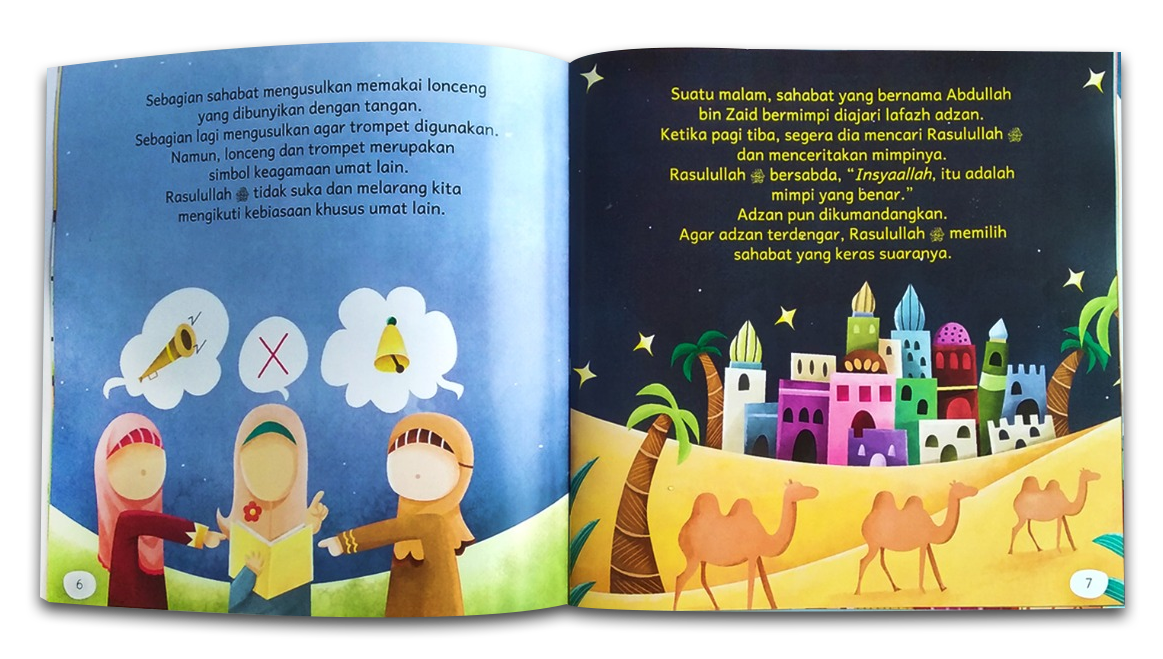 Sebagian sahabat mengusulkan memakai lonceng
yang dibunyikan dengan tangan.
Sebagian lagi mengusulkan agar trompet digunakan.
Namun, lonceng dan trompet merupakan
simbol keagamaan umat lain.
Rasulullah ﷺ tidak suka dan melarang kita
mengikuti kebiasaan khusus umat lain.
6
Suatu malam, sahabat yang bernama Abdullah
bin Zaid bermimpi diajari lafazh adzan.
Ketika pagi tiba, segera dia mencari Rasulullah ﷺ
dan menceritakan mimpinya.
Rasulullah ﷺ bersabda, “Insyaallah, itu adalah
mimpi yang benar.”
Adzan pun dikumandangkan.
Agar adzan terdengar, Rasulullah ﷺ memilih
sahabat yang keras suaranya.
7